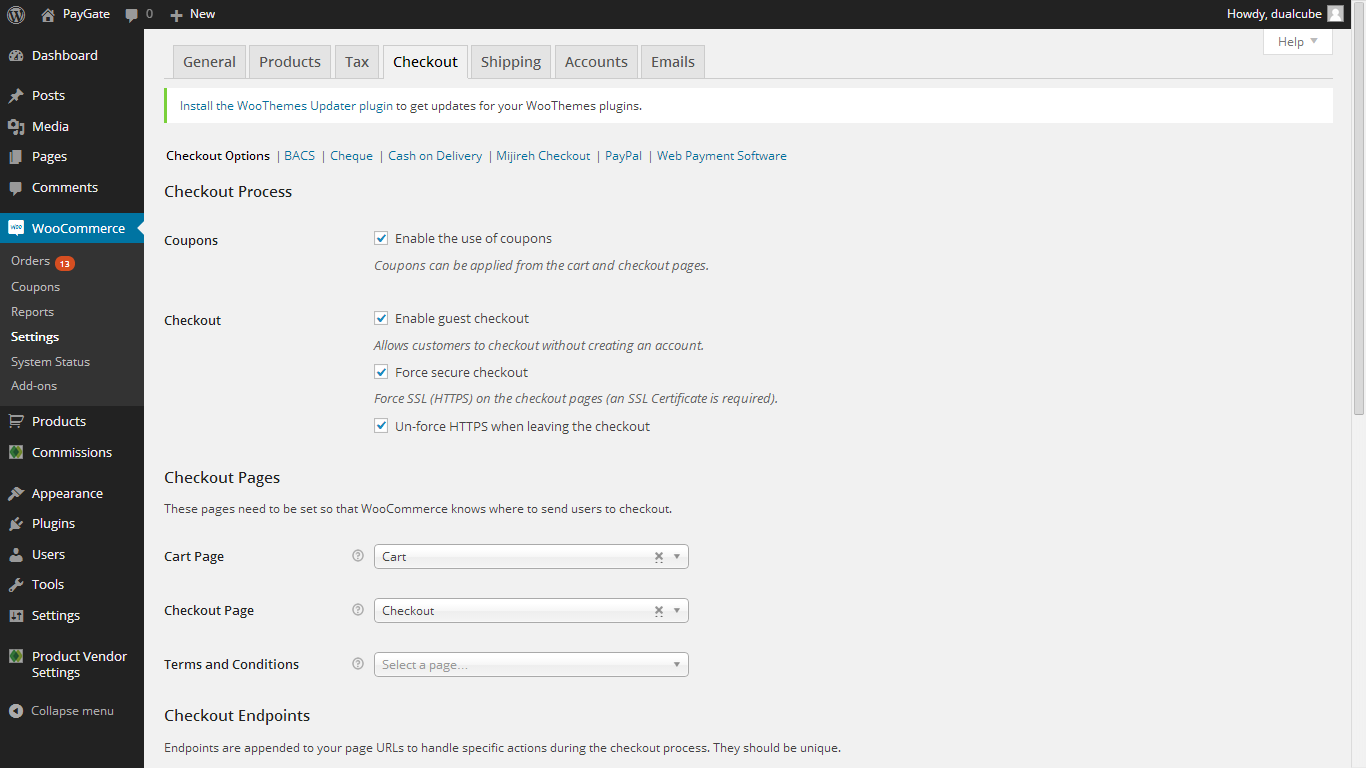 PayGate 0 New Howdy, dualcube
Help
Dashboard
Posts
Media
Pages
Comments
WooCommerce
Orders 13
Coupons
Reports
Settings
System Status
Add-ons
Products
Commissions
Appearance
Plugins
Users
Tools
Settings
Product Vendor
Settings
Collapse menu
General Products Tax Checkout Shipping Accounts Emails
Install the WooThemes Updater plugin to get updates for your WooThemes plugins.
Checkout Options | BACS | Cheque | Cash on Delivery | Mijireh Checkout | PayPal | Web Payment Software
Checkout Process
Coupons Enable the use of coupons
Coupons can be applied from the cart and checkout pages.
Checkout Enable guest checkout
Allows customers to checkout without creating an account.
Force secure checkout
Force SSL (HTTPS) on the checkout pages (an SSL Certificate is required).
Un-force HTTPS when leaving the checkout
Checkout Pages
These pages need to be set so that WooCommerce knows where to send users to checkout.
Cart Page ? Cart
Checkout Page ? Checkout
Terms and Conditions ? Select a page...
Checkout Endpoints
Endpoints are appended to your page URLs to handle specific actions during the checkout process. They should be unique.